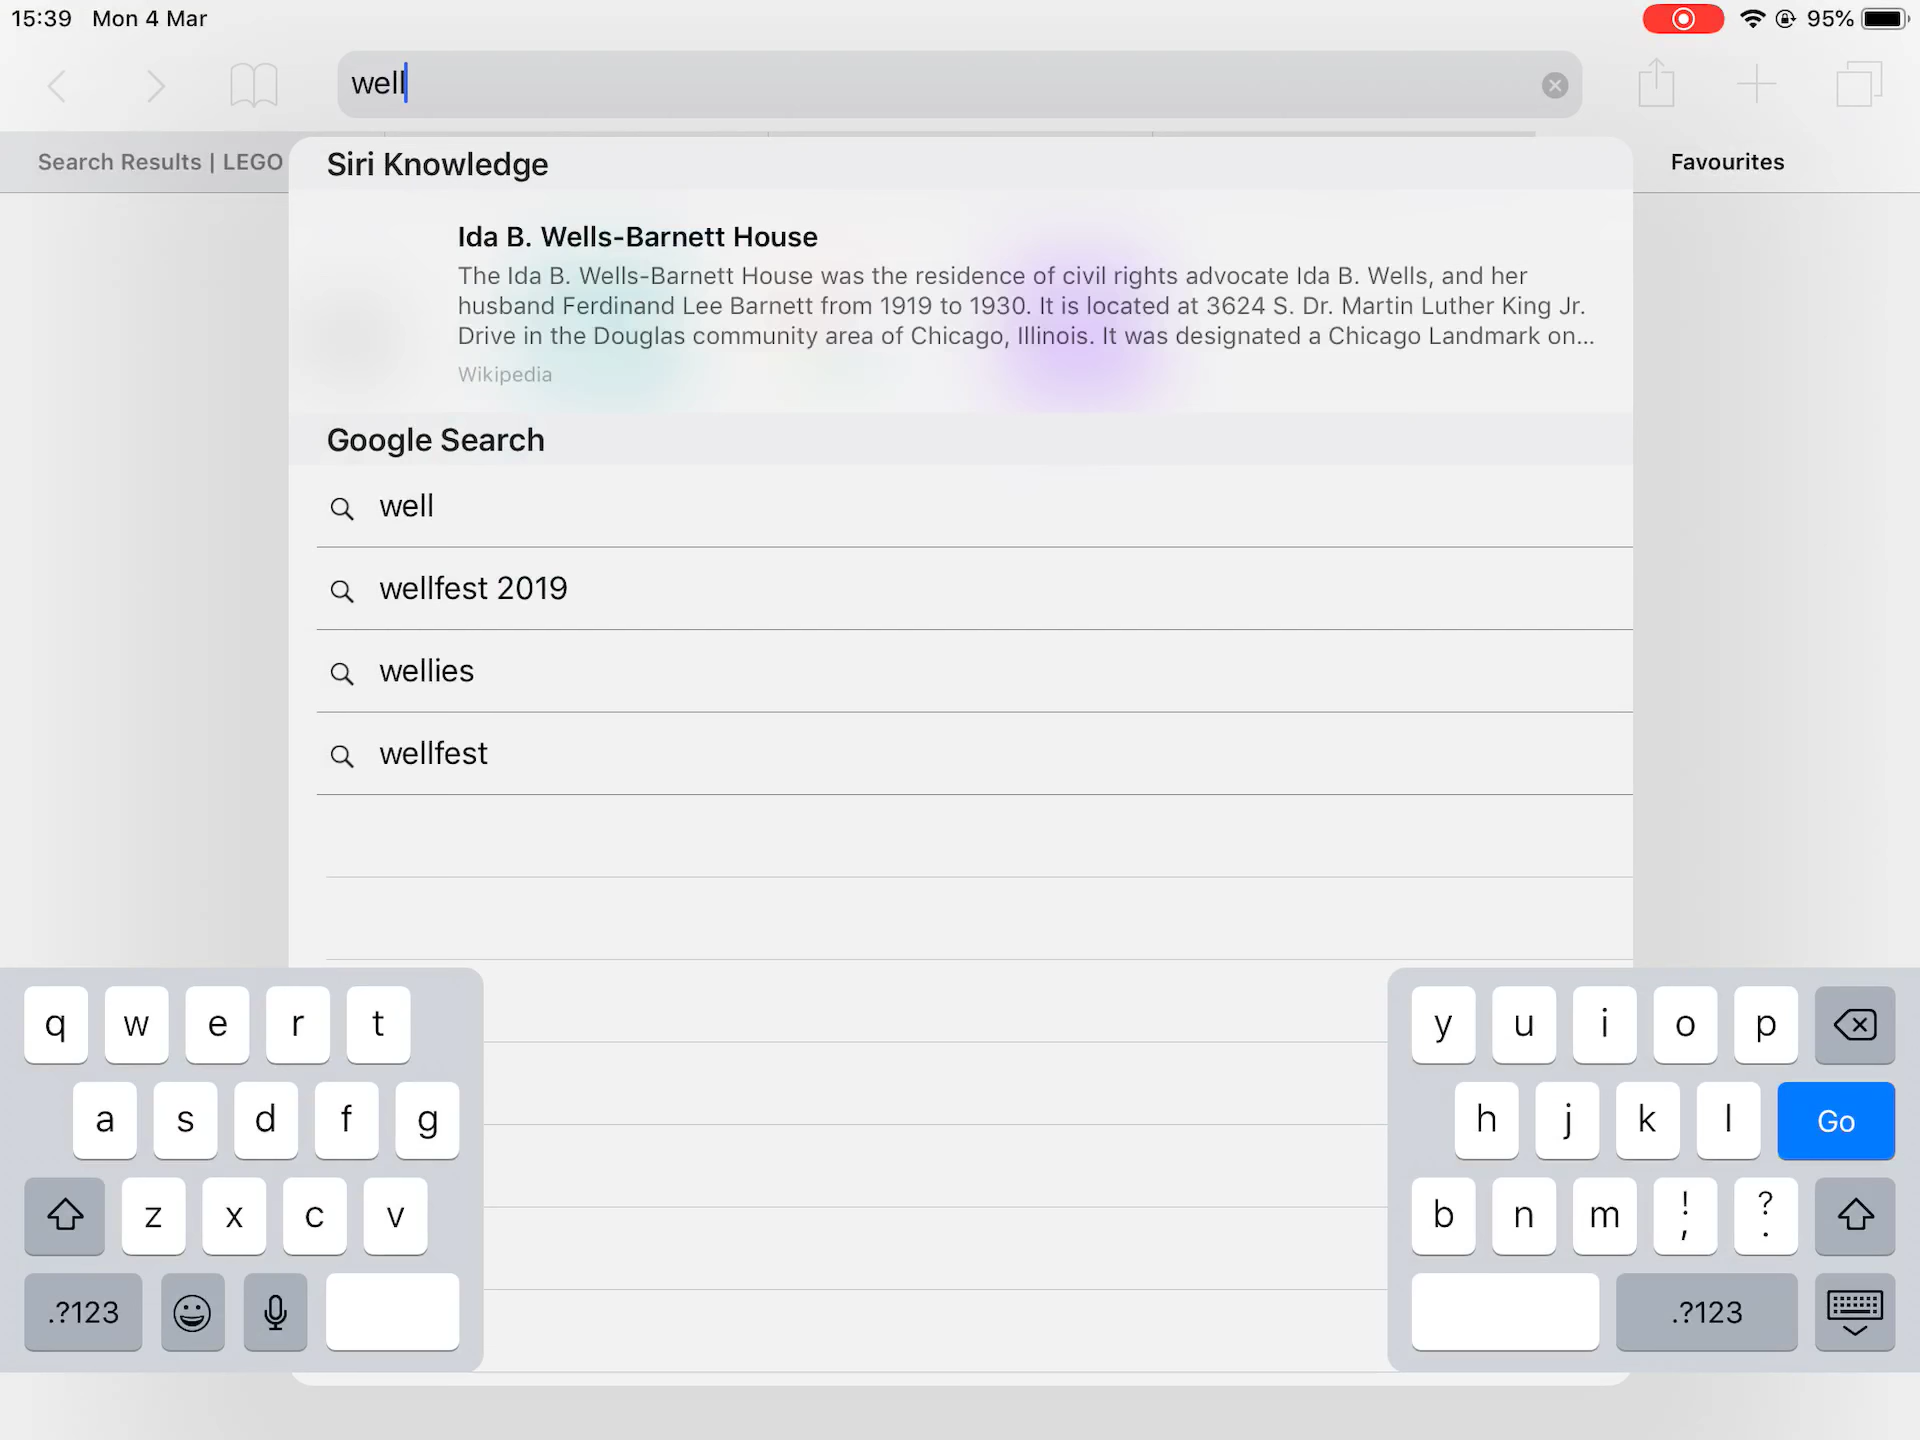 15:39 Mon 4 Mar 95%
well
Search Results | LEGO
Favourites
Siri Knowledge
Ida B. Wells-Barnett House
The Ida B. Wells-Barnett House was the residence of civil rights advocate Ida B. Wells, and her
husband Ferdinand Lee Barnett from 1919 to 1930. It is located at 3624 S. Dr. Martin Luther King Jr.
Drive in the Douglas community area of Chicago, Illinois. It was designated a Chicago Landmark on...
Wikipedia
Google Search
well
wellfest 2019
wellies
wellfest
q w e r t y u i o p
a s d f g h j k l Go
z x c v b n m ! , ? .
.?123 .?123